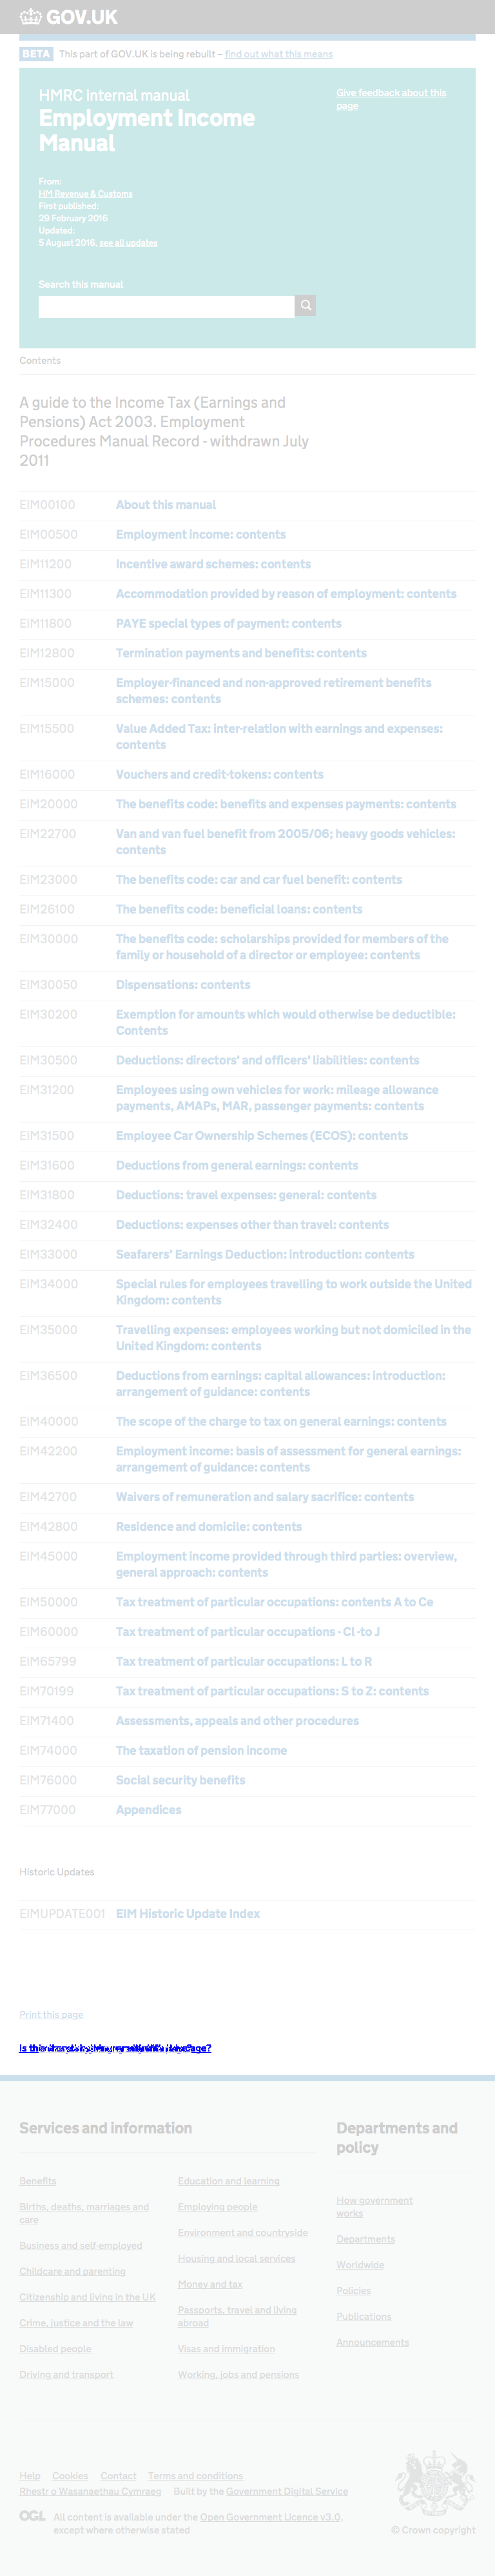 GOV.UK
BETA This part of GOV.UK is being rebuilt – find out what this means
HMRC internal manual
Employment Income
Manual
Give feedback about this
page
From:
HM Revenue & Customs
First published:
29 February 2016
Updated:
5 August 2016, see all updates
Search this manual
Contents
A guide to the Income Tax (Earnings and
Pensions) Act 2003. Employment
Procedures Manual Record - withdrawn July
2011
EIM00100 About this manual
EIM00500 Employment income: contents
EIM11200 Incentive award schemes: contents
EIM11300 Accommodation provided by reason of employment: contents
EIM11800 PAYE special types of payment: contents
EIM12800 Termination payments and benefits: contents
EIM15000 Employer-financed and non-approved retirement benefits
schemes: contents
EIM15500 Value Added Tax: inter-relation with earnings and expenses:
contents
EIM16000 Vouchers and credit-tokens: contents
EIM20000 The benefits code: benefits and expenses payments: contents
EIM22700 Van and van fuel benefit from 2005/06; heavy goods vehicles:
contents
EIM23000 The benefits code: car and car fuel benefit: contents
EIM26100 The benefits code: beneficial loans: contents
EIM30000 The benefits code: scholarships provided for members of the
family or household of a director or employee: contents
EIM30050 Dispensations: contents
EIM30200 Exemption for amounts which would otherwise be deductible:
Contents
EIM30500 Deductions: directors' and officers' liabilities: contents
EIM31200 Employees using own vehicles for work: mileage allowance
payments, AMAPs, MAR, passenger payments: contents
EIM31500 Employee Car Ownership Schemes (ECOS): contents
EIM31600 Deductions from general earnings: contents
EIM31800 Deductions: travel expenses: general: contents
EIM32400 Deductions: expenses other than travel: contents
EIM33000 Seafarers' Earnings Deduction: introduction: contents
EIM34000 Special rules for employees travelling to work outside the United
Kingdom: contents
EIM35000 Travelling expenses: employees working but not domiciled in the
United Kingdom: contents
EIM36500 Deductions from earnings: capital allowances: introduction:
arrangement of guidance: contents
EIM40000 The scope of the charge to tax on general earnings: contents
EIM42200 Employment income: basis of assessment for general earnings:
arrangement of guidance: contents
EIM42700 Waivers of remuneration and salary sacrifice: contents
EIM42800 Residence and domicile: contents
EIM45000 Employment income provided through third parties: overview,
general approach: contents
EIM50000 Tax treatment of particular occupations: contents A to Ce
EIM60000 Tax treatment of particular occupations - Cl -to J
EIM65799 Tax treatment of particular occupations: L to R
EIM70199 Tax treatment of particular occupations: S to Z: contents
EIM71400 Assessments, appeals and other procedures
EIM74000 The taxation of pension income
EIM76000 Social security benefits
EIM77000 Appendices
Historic Updates
EIMUPDATE001 EIM Historic Update Index
Print this page
Services and information
Departments and
policy
Benefits
Births, deaths, marriages and
care
Business and self-employed
Childcare and parenting
Citizenship and living in the UK
Crime, justice and the law
Disabled people
Driving and transport
Education and learning
Employing people
Environment and countryside
Housing and local services
Money and tax
Passports, travel and living
abroad
Visas and immigration
Working, jobs and pensions
How government
works
Departments
Worldwide
Policies
Publications
Announcements
Help Cookies Contact Terms and conditions
Rhestr o Wasanaethau Cymraeg Built by the Government Digital Service
OGL All content is available under the Open Government Licence v3.0,
except where otherwise stated
© Crown copyright